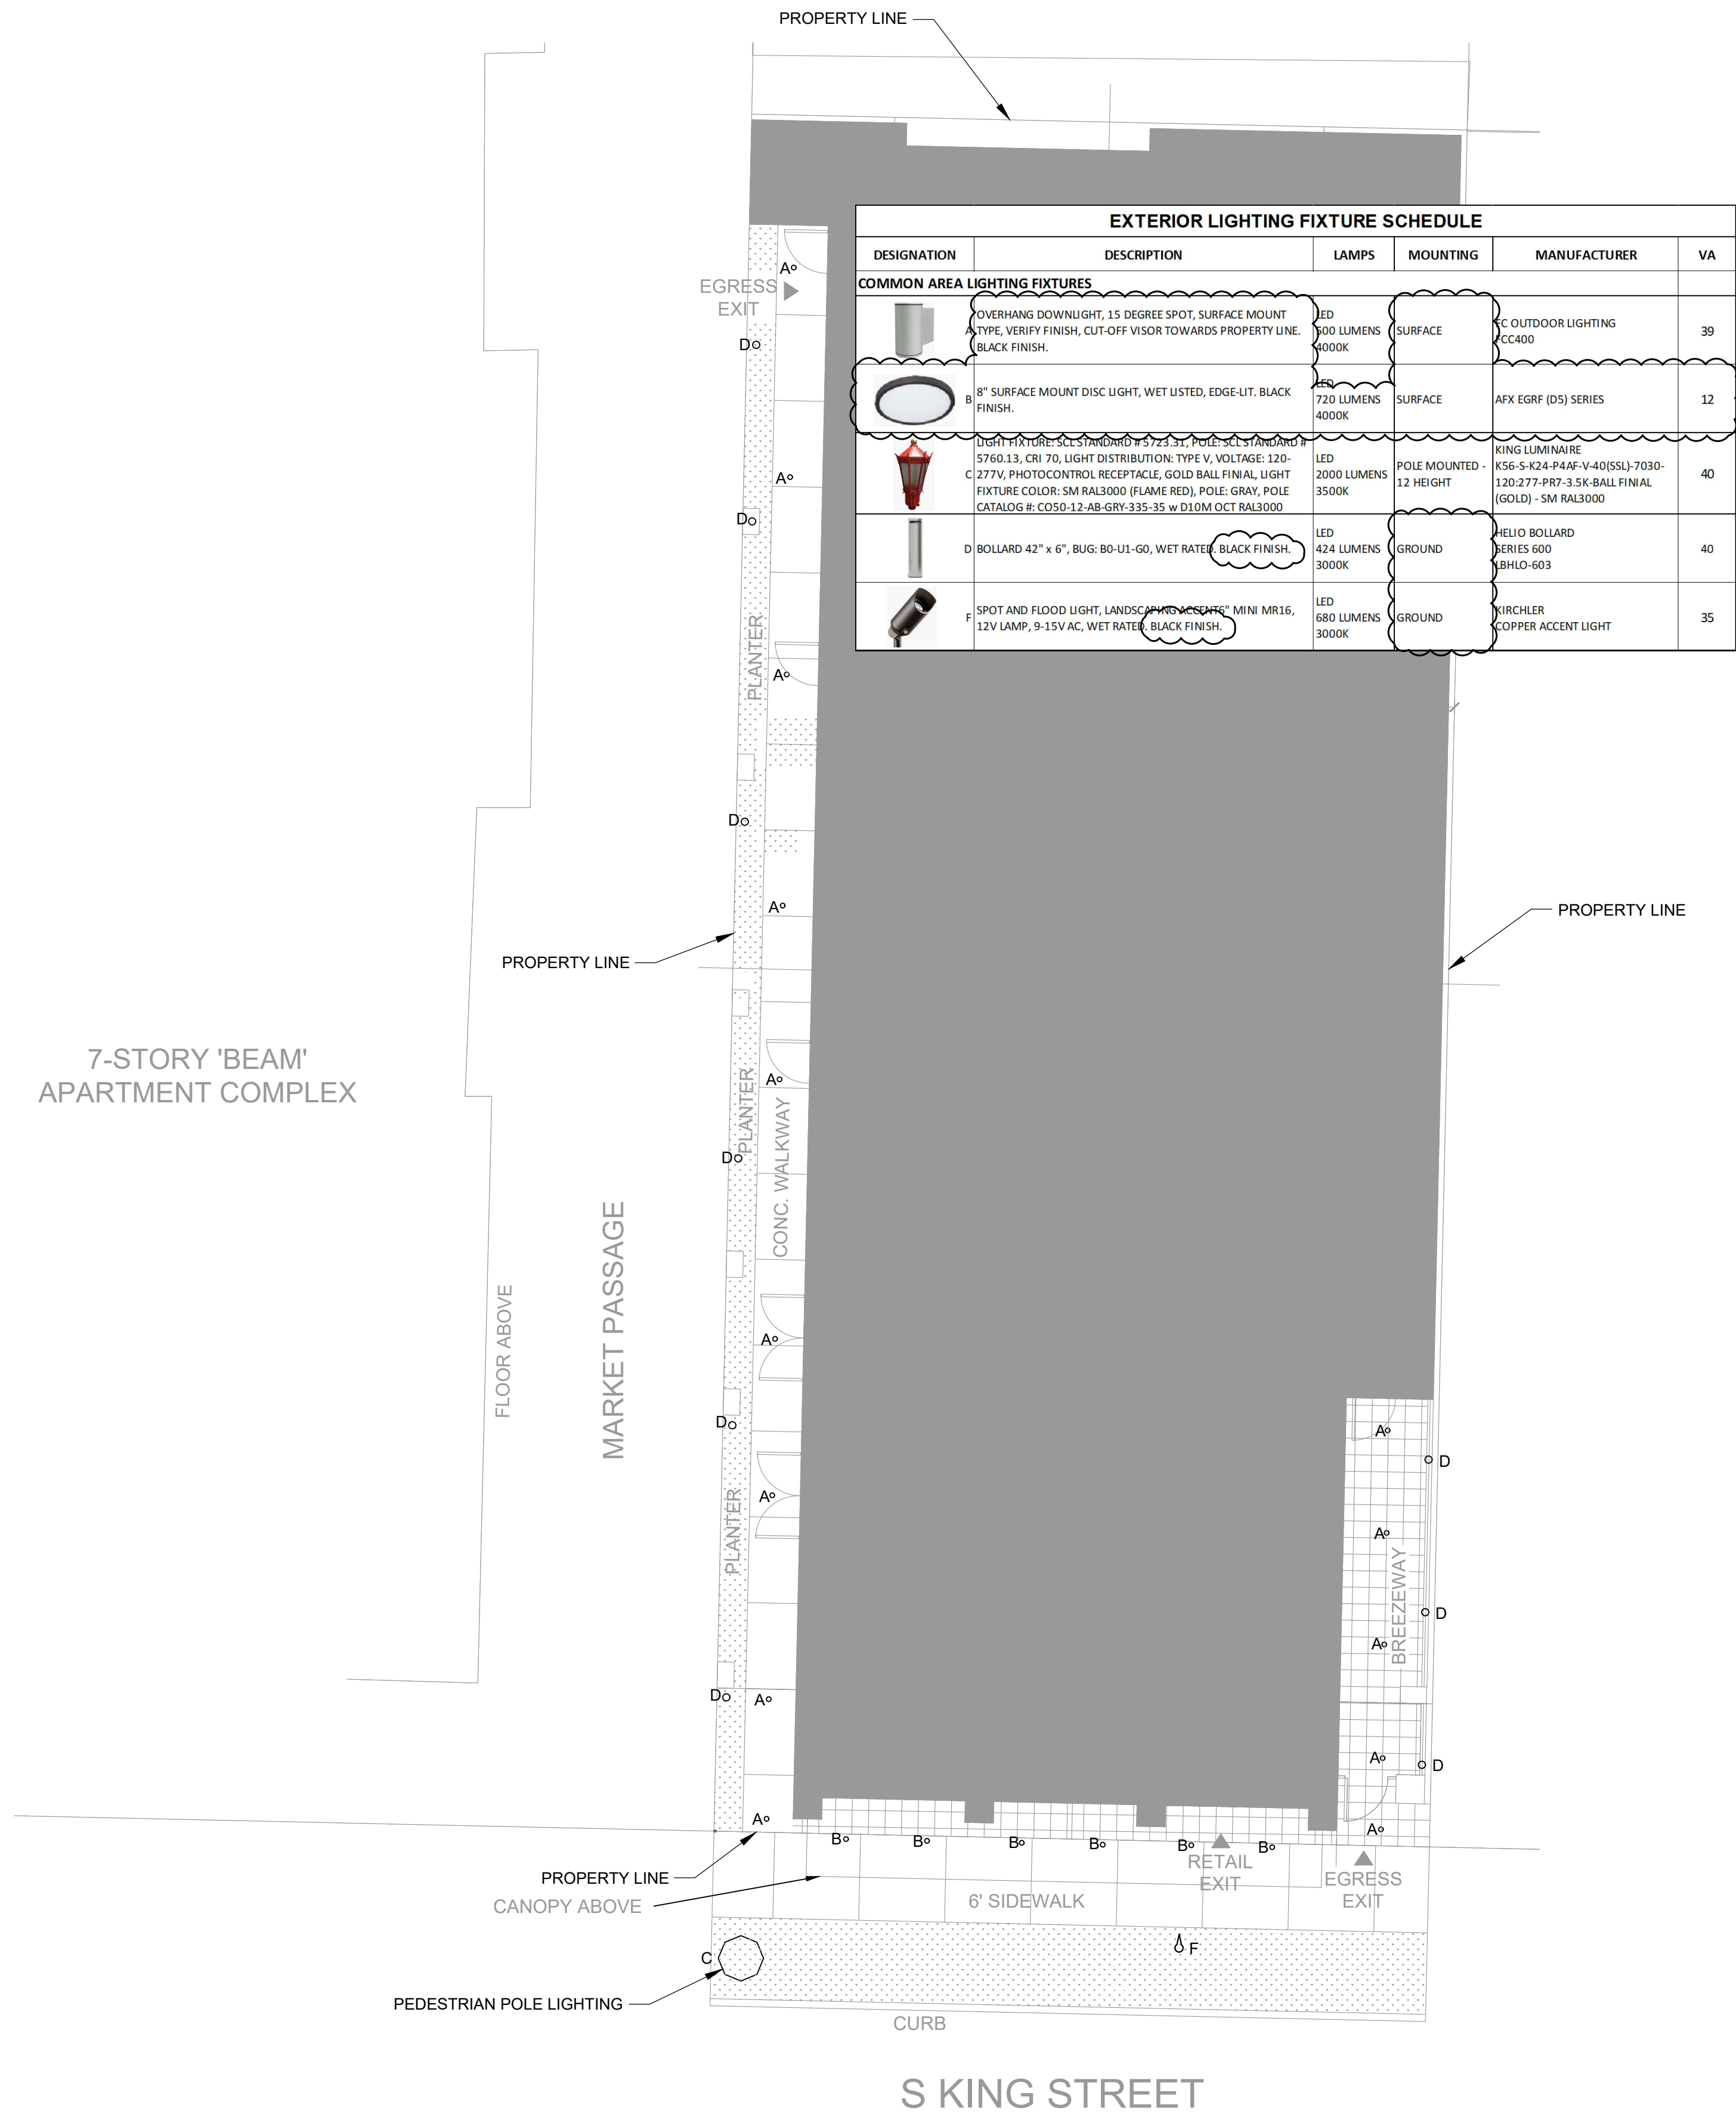 PROPERTY LINE
EXTERIOR LIGHTING FIXTURE SCHEDULE
DESIGNATION DESCRIPTION LAMPS MOUNTING MANUFACTURER VA
COMMON AREA LIGHTING FIXTURES
A
OVERHANG DOWNLIGHT, 15 DEGREE SPOT, SURFACE MOUNT
TYPE, VERIFY FINISH, CUT-OFF VISOR TOWARDS PROPERTY LINE.
BLACK FINISH.
LED
500 LUMENS
4000K
SURFACE
FC OUTDOOR LIGHTING
FCC400
39
B
8" SURFACE MOUNT DISC LIGHT, WET LISTED, EDGE-LIT. BLACK
FINISH.
LED
720 LUMENS
4000K
SURFACE
AFX EGRF (D5) SERIES
12
C
LIGHT FIXTURE: SCL STANDARD # 5723.31, POLE: SCL STANDARD #
5760.13, CRI 70, LIGHT DISTRIBUTION: TYPE V, VOLTAGE: 120-
277V, PHOTOCONTROL RECEPTACLE, GOLD BALL FINIAL, LIGHT
FIXTURE COLOR: SM RAL3000 (FLAME RED), POLE: GRAY, POLE
CATALOG #: CO50-12-AB-GRY-335-35 w D10M OCT RAL3000
LED
2000 LUMENS
3500K
POLE MOUNTED -
12 HEIGHT
KING LUMINAIRE
K56-S-K24-P4AF-V-40(SSL)-7030-
120:277-PR7-3.5K-BALL FINIAL
(GOLD) - SM RAL3000
40
D
BOLLARD 42" x 6", BUG: B0-U1-G0, WET RATED. BLACK FINISH.
LED
424 LUMENS
3000K
GROUND
HELIO BOLLARD
SERIES 600
LBHLO-603
40
F
SPOT AND FLOOD LIGHT, LANDSCAPING ACCENT6" MINI MR16,
12V LAMP, 9-15V AC, WET RATED. BLACK FINISH.
LED
680 LUMENS
3000K
GROUND
KIRCHLER
COPPER ACCENT LIGHT
35
A
EGRESS
EXIT
D
A
D
PLANTER
A
D
A
PROPERTY LINE
PROPERTY LINE
7-STORY 'BEAM'
APARTMENT COMPLEX
PLANTER
A
CONC. WALKWAY
D
MARKET PASSAGE
FLOOR ABOVE
A
D
A
PLANTER
A
D
A
BREEZEWAY
D
A
D
A
A
D
A
A
B
B
B
B
B
B
RETAIL
EXIT
EGRESS
EXIT
PROPERTY LINE
CANOPY ABOVE
6' SIDEWALK
F
C
PEDESTRIAN POLE LIGHTING
CURB
S KING STREET